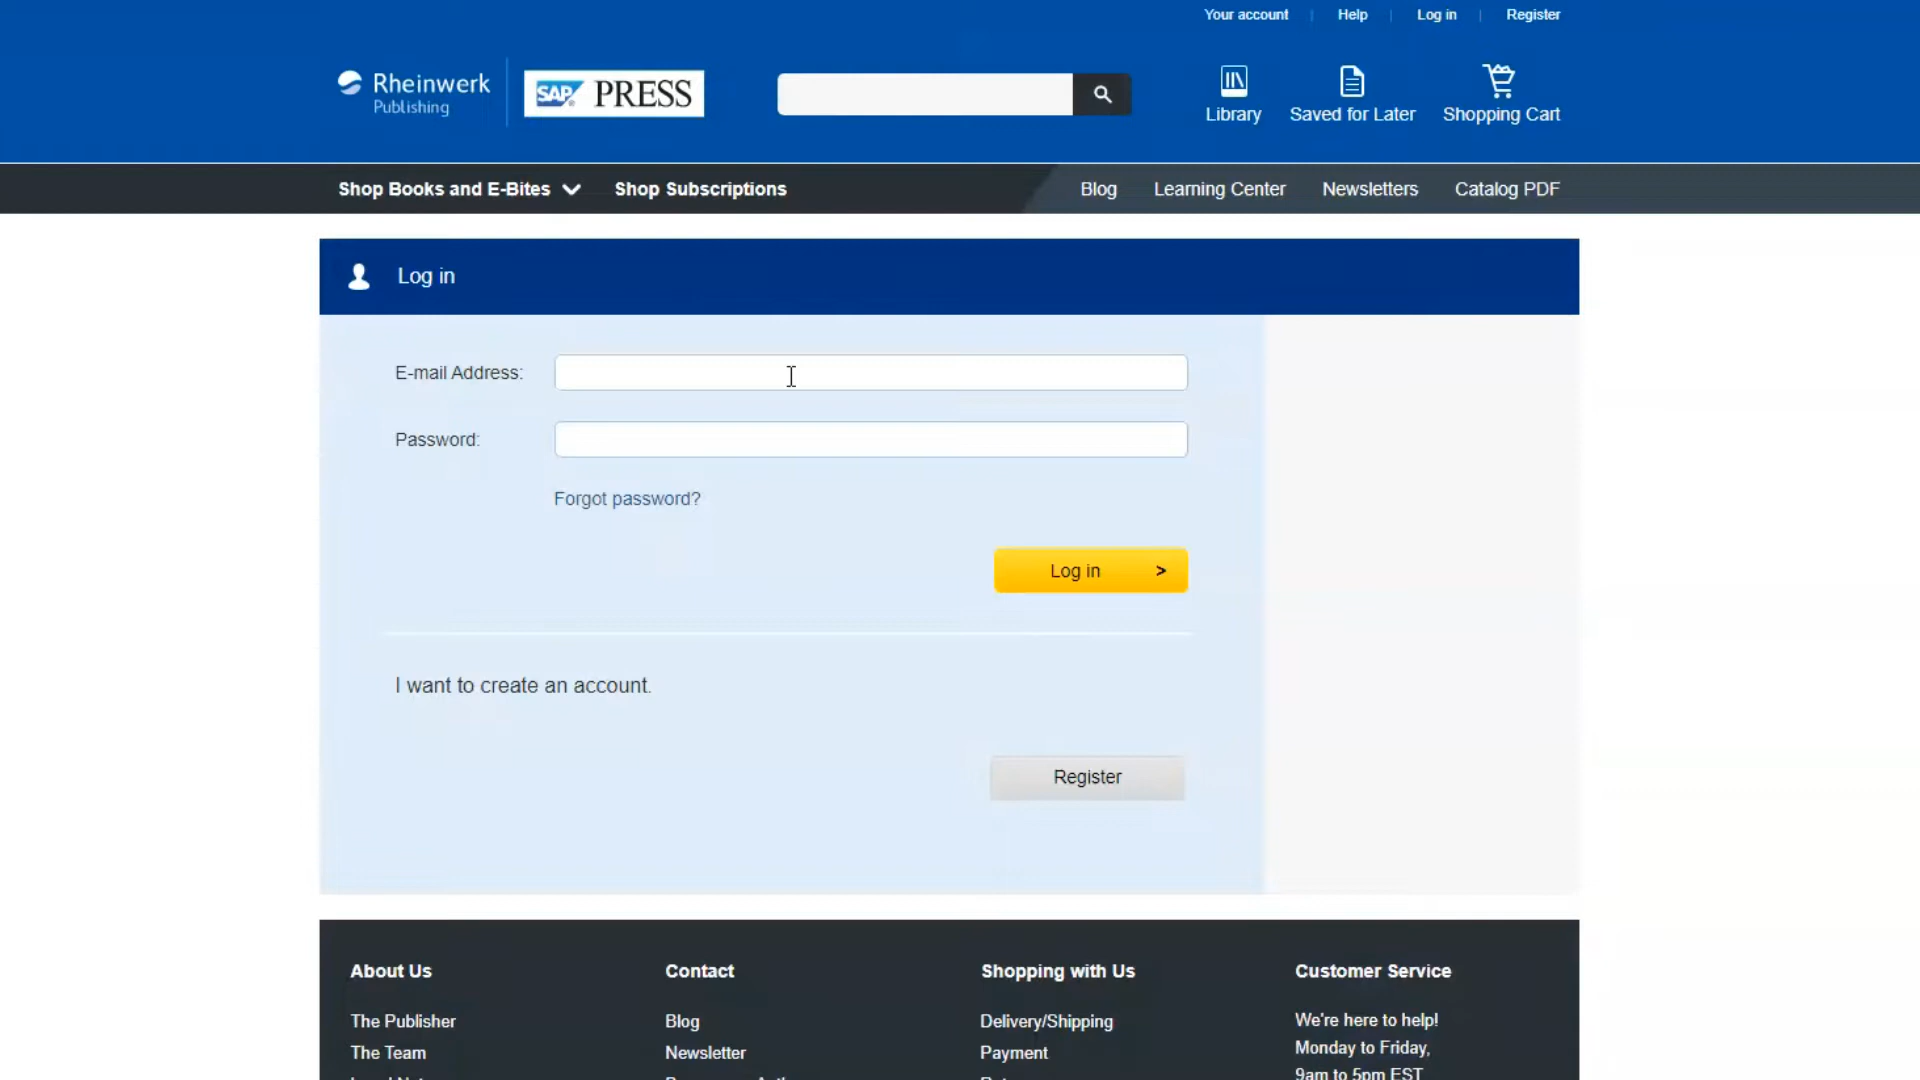 Your account | Help | Log in | Register
Rheinwerk
Publishing
SAP PRESS
Library Saved for Later Shopping Cart
Shop Books and E-Bites Shop Subscriptions Blog Learning Center Newsletters Catalog PDF
Log in
E-mail Address:
Password:
Forgot password?
Log in >
I want to create an account.
Register
About Us Contact Shopping with Us Customer Service
The Publisher Blog Delivery/Shipping We're here to help!
The Team Newsletter Payment Monday to Friday,
9am to 5pm EST